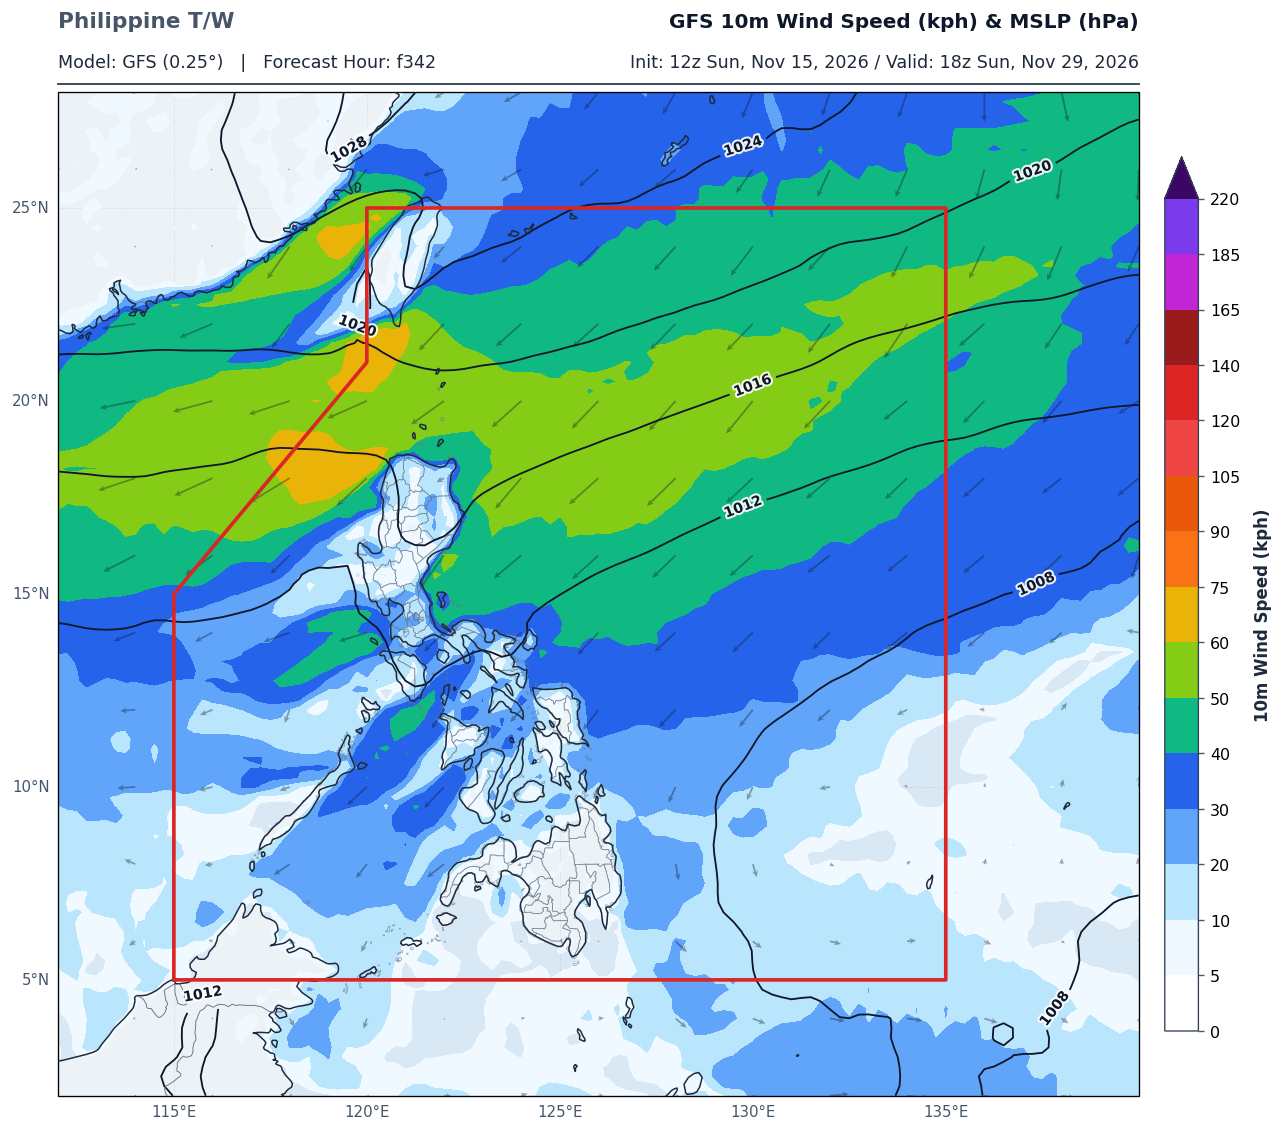 Philippine T/W
GFS 10m Wind Speed (kph) & MSLP (hPa)
Model: GFS (0.25°)   |   Forecast Hour: f342
Init: 12z Sun, Nov 15, 2026 / Valid: 18z Sun, Nov 29, 2026
1028
1024
1020
1020
1016
1012
1008
1012
1008
25°N
20°N
15°N
10°N
5°N
115°E
120°E
125°E
130°E
135°E
220
185
165
140
120
105
90
75
60
50
40
30
20
10
5
0
10m Wind Speed (kph)